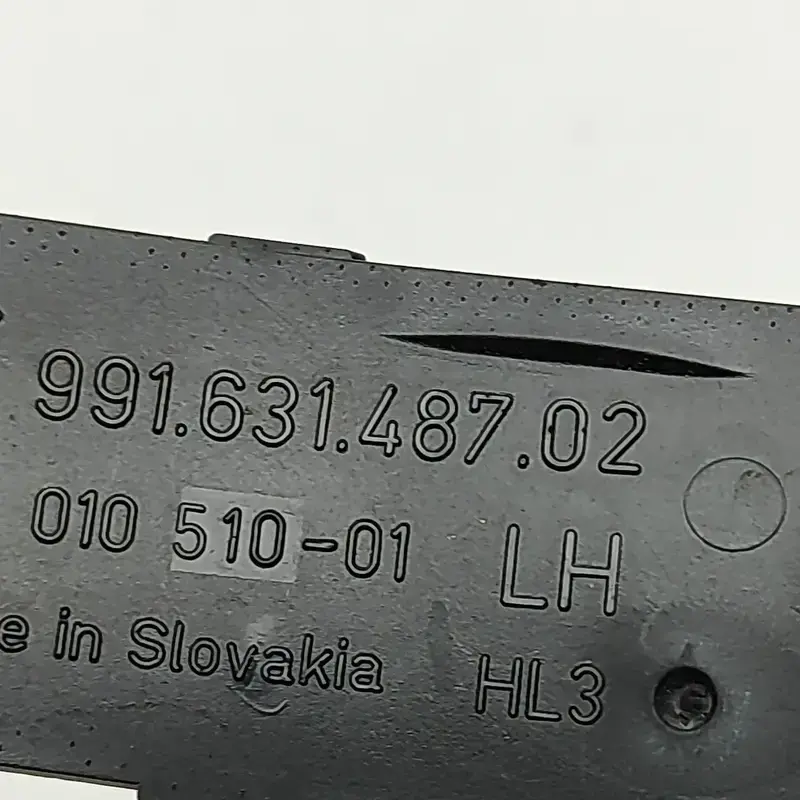 991.631.487.02
010 510-01 LH
e in Slovakia HL3